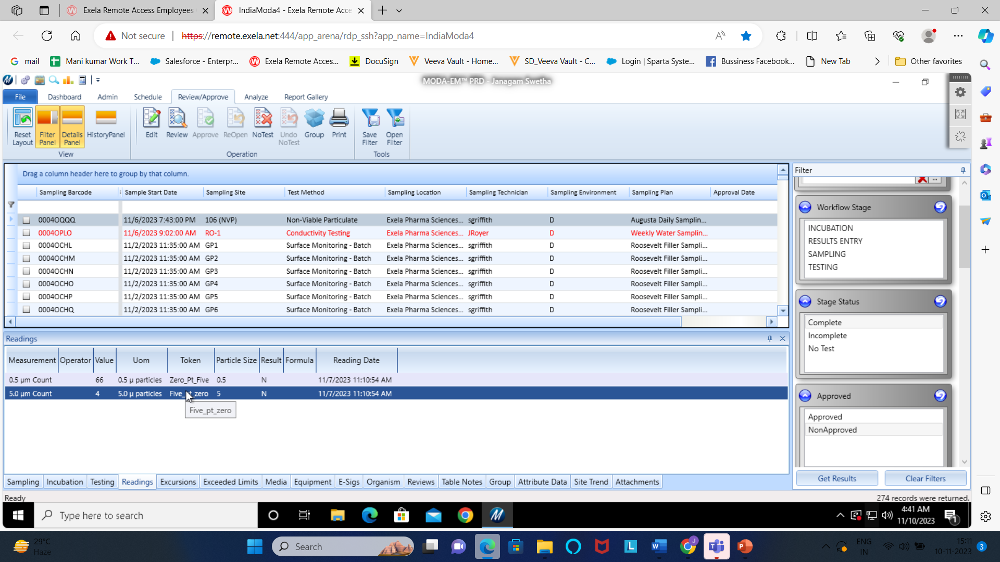 Exela Remote Access Employees
IndiaModa4 - Exela Remote Acce
Not secure
https://remote.exela.net:444/app_arena/rdp_ssh?app_name=IndiaModa4
mail
Mani kumar Work T...
Salesforce - Enterpr...
Exela Remote Acces...
DocuSign
Veeva Vault - Home...
SD_Veeva Vault - C...
Login | Sparta Syste...
Bussiness Facebook...
New Tab
Other favorites
MODA-EM™ PRD - Janagam Swetha
File Dashboard Admin Schedule Review/Approve Analyze Report Gallery
Reset Layout
Filter Panel
Details Panel
HistoryPanel
View
Edit
Review
Approve
ReOpen
NoTest
Undo NoTest
Group
Print
Operation
Save Filter
Open Filter
Tools
Drag a column header here to group by that column.
Sampling Barcode Sample Start Date Sampling Site Test Method Sampling Location Sampling Technician Sampling Environment Sampling Plan Approval Date
0004OQQQ 11/6/2023 7:43:00 PM 106 (NVP) Non-Viable Particulate Exela Pharma Sciences... sgriffith D Augusta Daily Samplin...
0004OPLO 11/6/2023 9:02:00 AM RO-1 Conductivity Testing Exela Pharma Sciences... JRoyer D Weekly Water Samplin...
0004OCHL 11/2/2023 11:35:00 AM GP1 Surface Monitoring - Batch Exela Pharma Sciences... sgriffith D Roosevelt Filler Sampli...
0004OCHM 11/2/2023 11:35:00 AM GP2 Surface Monitoring - Batch Exela Pharma Sciences... sgriffith D Roosevelt Filler Sampli...
0004OCHN 11/2/2023 11:35:00 AM GP3 Surface Monitoring - Batch Exela Pharma Sciences... sgriffith D Roosevelt Filler Sampli...
0004OCHO 11/2/2023 11:35:00 AM GP4 Surface Monitoring - Batch Exela Pharma Sciences... sgriffith D Roosevelt Filler Sampli...
0004OCHP 11/2/2023 11:35:00 AM GP5 Surface Monitoring - Batch Exela Pharma Sciences... sgriffith D Roosevelt Filler Sampli...
0004OCHQ 11/2/2023 11:35:00 AM GP6 Surface Monitoring - Batch Exela Pharma Sciences... sgriffith D Roosevelt Filler Sampli...
Filter
Workflow Stage
INCUBATION
RESULTS ENTRY
SAMPLING
TESTING
Stage Status
Complete
Incomplete
No Test
Approved
Approved
NonApproved
Get Results Clear Filters
Readings
Measurement Operator Value Uom Token Particle Size Result Formula Reading Date
0.5 µm Count 66 0.5 µ particles Zero_Pt_Five 0.5 N 11/7/2023 11:10:54 AM
5.0 µm Count 4 5.0 µ particles Five_pt_zero 5 N 11/7/2023 11:10:54 AM
Five_pt_zero
Sampling Incubation Testing Readings Excursions Exceeded Limits Media Equipment E-Sigs Organism Reviews Table Notes Group Attribute Data Site Trend Attachments
Ready
274 records were returned.
Type here to search
4:41 AM
11/10/2023
1
29°C
Haze
Search
ENG
IN
15:11
10-11-2023
3